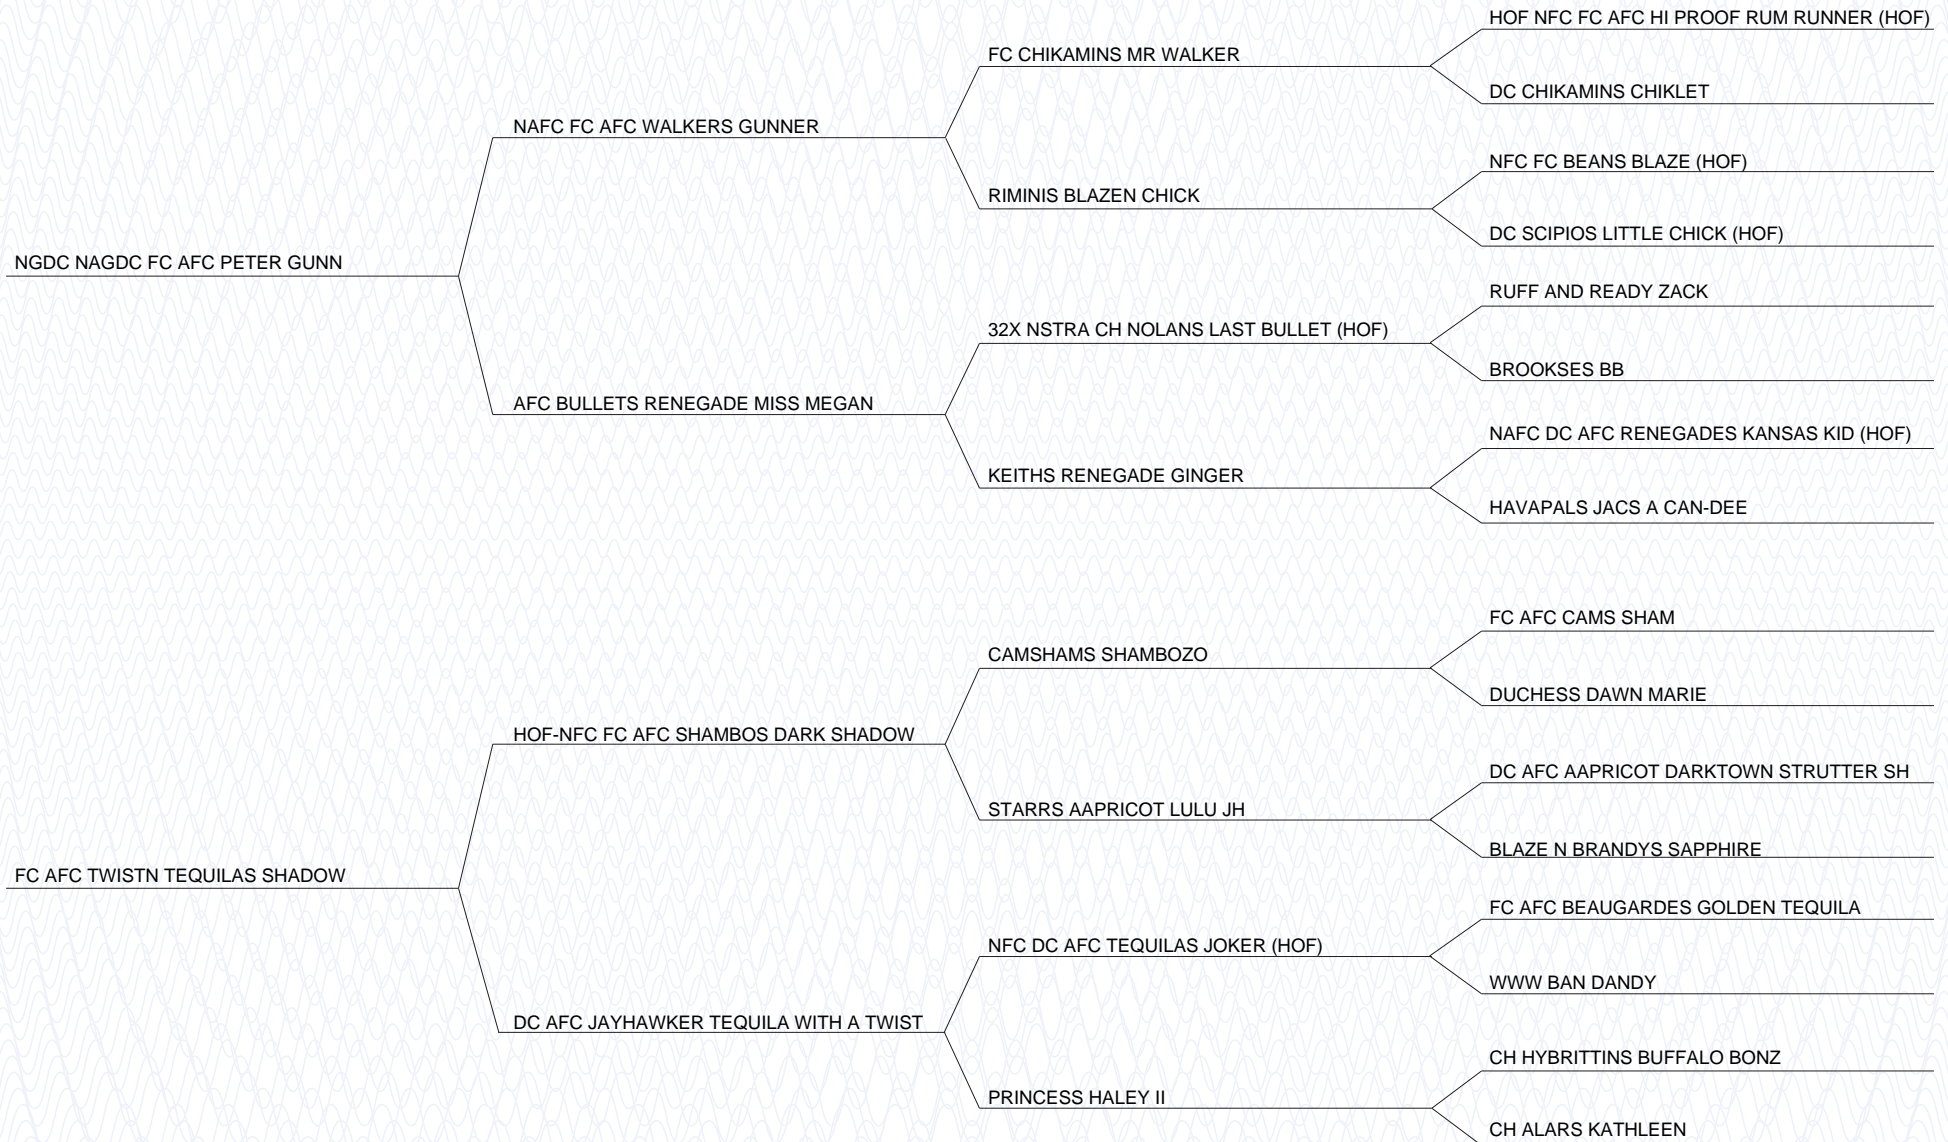 HOF NFC FC AFC HI PROOF RUM RUNNER (HOF)
FC CHIKAMINS MR WALKER
DC CHIKAMINS CHIKLET
NAFC FC AFC WALKERS GUNNER
NFC FC BEANS BLAZE (HOF)
RIMINIS BLAZEN CHICK
DC SCIPIOS LITTLE CHICK (HOF)
NGDC NAGDC FC AFC PETER GUNN
RUFF AND READY ZACK
32X NSTRA CH NOLANS LAST BULLET (HOF)
BROOKSES BB
AFC BULLETS RENEGADE MISS MEGAN
NAFC DC AFC RENEGADES KANSAS KID (HOF)
KEITHS RENEGADE GINGER
HAVAPALS JACS A CAN-DEE
FC AFC CAMS SHAM
CAMSHAMS SHAMBOZO
DUCHESS DAWN MARIE
HOF-NFC FC AFC SHAMBOS DARK SHADOW
DC AFC AAPRICOT DARKTOWN STRUTTER SH
STARRS AAPRICOT LULU JH
BLAZE N BRANDYS SAPPHIRE
FC AFC TWISTN TEQUILAS SHADOW
FC AFC BEAUGARDES GOLDEN TEQUILA
NFC DC AFC TEQUILAS JOKER (HOF)
WWW BAN DANDY
DC AFC JAYHAWKER TEQUILA WITH A TWIST
CH HYBRITTINS BUFFALO BONZ
PRINCESS HALEY II
CH ALARS KATHLEEN